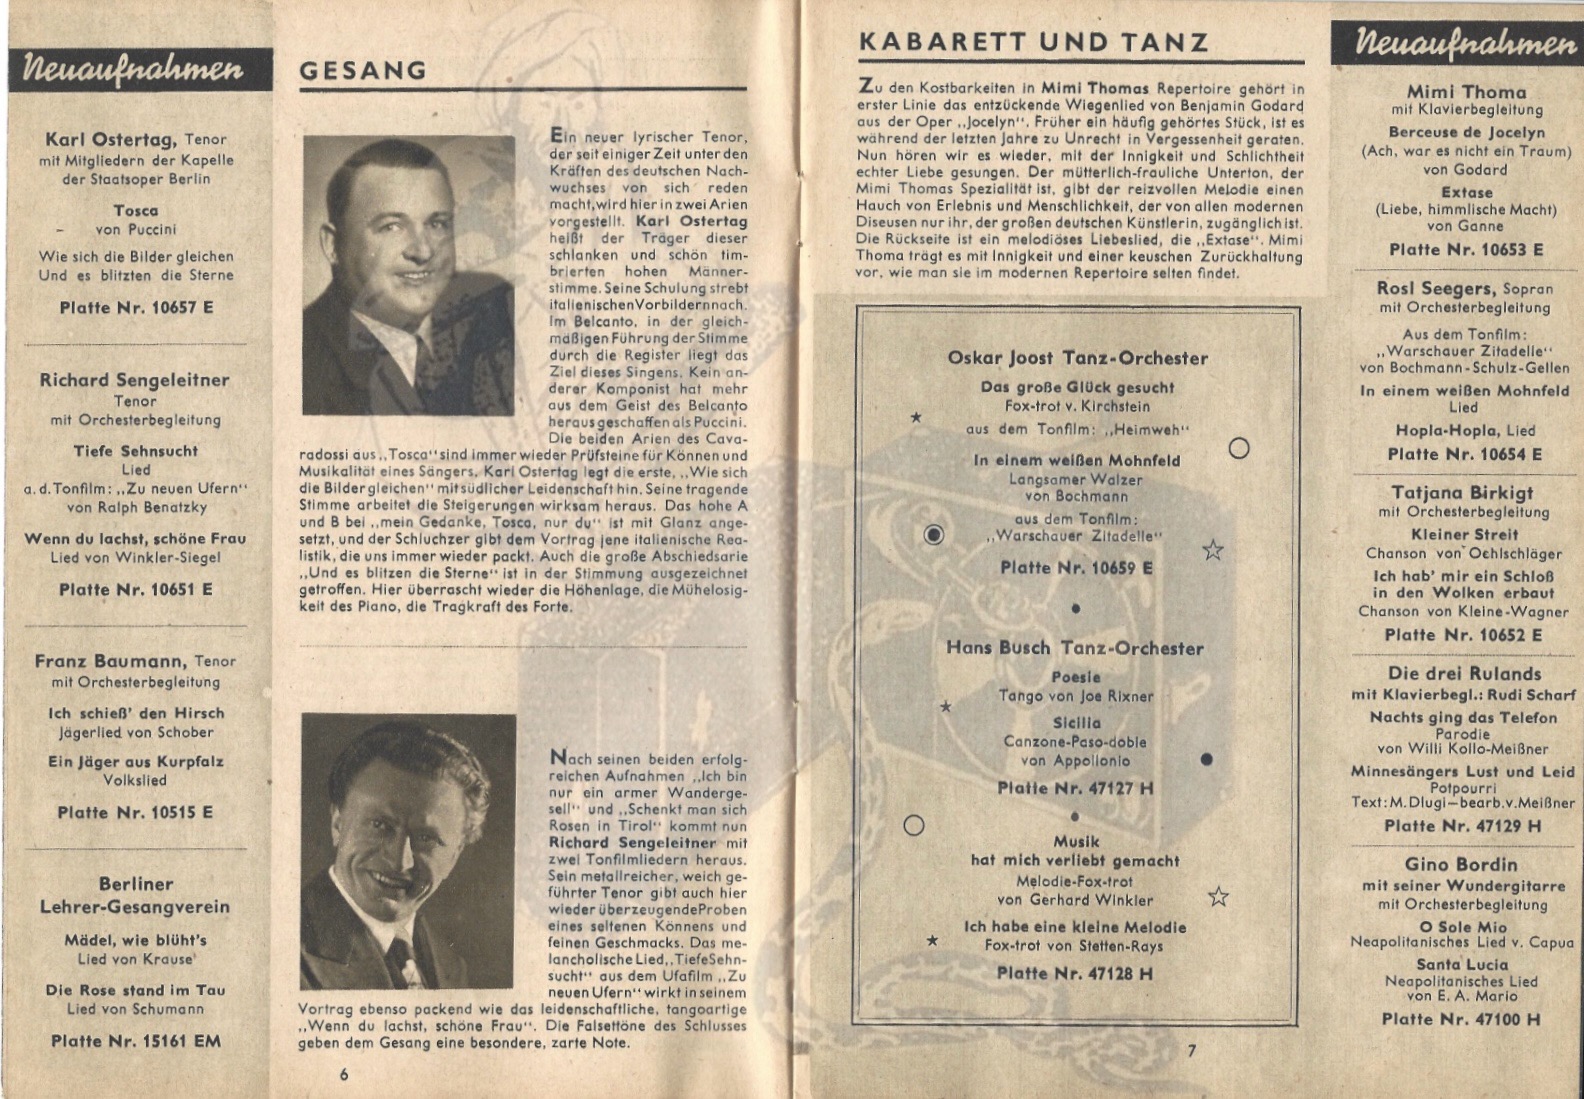 Neuaufnahmen
Karl Ostertag, Tenor
mit Mitgliedern der Kapelle
der Staatsoper Berlin
Tosca
von Puccini
Wie sich die Bilder gleichen
Und es blitzten die Sterne
Platte Nr. 10657 E
Richard Sengeleitner
Tenor
mit Orchesterbegleitung
Tiefe Sehnsucht
Lied
a. d. Tonfilm: „Zu neuen Ufern“
von Ralph Benatzky
Wenn du lachst, schöne Frau
Lied von Winkler-Siegel
Platte Nr. 10651 E
Franz Baumann, Tenor
mit Orchesterbegleitung
Ich schieß' den Hirsch
Jägerlied von Schober
Ein Jäger aus Kurpfalz
Volkslied
Platte Nr. 10515 E
Berliner
Lehrer-Gesangverein
Mädel, wie blüht's
Lied von Krause
Die Rose stand im Tau
Lied von Schumann
Platte Nr. 15161 EM
GESANG
Ein neuer lyrischer Tenor,
der seit einiger Zeit unter den
Kräften des deutschen Nach-
wuchses von sich reden
macht, wird hier in zwei Arien
vorgestellt. Karl Ostertag
heißt der Träger dieser
schlanken und schön tim-
brierten hohen Männer-
stimme. Seine Schulung strebt
italienischen Vorbildern nach.
Im Belcanto, in der gleich-
mäßigen Führung der Stimme
durch die Register liegt das
Ziel dieses Singens. Kein an-
derer Komponist hat mehr
aus dem Geist des Belcanto
heraus geschaffen als Puccini.
Die beiden Arien des Cava-
radossi aus „Tosca“ sind immer wieder Prüfsteine für Können und
Musikalität eines Sängers. Karl Ostertag legt die erste, „Wie sich
die Bilder gleichen“ mit südlicher Leidenschaft hin. Seine tragende
Stimme arbeitet die Steigerungen wirksam heraus. Das hohe A
und B bei „mein Gedanke, Tosca, nur du“ ist mit Glanz ange-
setzt, und der Schluchzer gibt dem Vortrag jene italienische Rea-
listik, die uns immer wieder packt. Auch die große Abschiedsarie
„Und es blitzen die Sterne“ ist in der Stimmung ausgezeichnet
getroffen. Hier überrascht wieder die Höhenlage, die Mühelosig-
keit des Piano, die Tragkraft des Forte.
Nach seinen beiden erfolg-
reichen Aufnahmen „Ich bin
nur ein armer Wanderge-
sell“ und „Schenkt man sich
Rosen in Tirol“ kommt nun
Richard Sengeleitner mit
zwei Tonfilmliedern heraus.
Sein metallreicher, weich ge-
führter Tenor gibt auch hier
wieder überzeugende Proben
eines seltenen Könnens und
feinen Geschmacks. Das me-
lancholische Lied „Tiefe Sehn-
sucht“ aus dem Ufafilm „Zu
neuen Ufern“ wirkt in seinem
Vortrag ebenso packend wie das leidenschaftliche, tangoartige
„Wenn du lachst, schöne Frau“. Die Falsettöne des Schlusses
geben dem Gesang eine besondere, zarte Note.
6
KABARETT UND TANZ
Zu den Kostbarkeiten in Mimi Thomas Repertoire gehört in
erster Linie das entzückende Wiegenlied von Benjamin Godard
aus der Oper „Jocelyn“. Früher ein häufig gehörtes Stück, ist es
während der letzten Jahre zu Unrecht in Vergessenheit geraten.
Nun hören wir es wieder, mit der Innigkeit und Schlichtheit
echter Liebe gesungen. Der mütterlich-frauliche Unterton, der
Mimi Thomas Spezialität ist, gibt der reizvollen Melodie einen
Hauch von Erlebnis und Menschlichkeit, der von allen modernen
Diseusen nur ihr, der großen deutschen Künstlerin, zugänglich ist.
Die Rückseite ist ein melodiöses Liebeslied, die „Extase“. Mimi
Thoma trägt es mit Innigkeit und einer keuschen Zurückhaltung
vor, wie man sie im modernen Repertoire selten findet.
Oskar Joost Tanz-Orchester
Das große Glück gesucht
Fox-trot v. Kirchstein
aus dem Tonfilm: „Heimweh“
In einem weißen Mohnfeld
Langsamer Walzer
von Bochmann
aus dem Tonfilm:
„Warschauer Zitadelle“
Platte Nr. 10659 E
Hans Busch Tanz-Orchester
Poesie
Tango von Joe Rixner
Sicilia
Canzone-Paso-doble
von Appollonio
Platte Nr. 47127 H
Musik
hat mich verliebt gemacht
Melodie-Fox-trot
von Gerhard Winkler
Ich habe eine kleine Melodie
Fox-trot von Stetten-Rays
Platte Nr. 47128 H
7
Neuaufnahmen
Mimi Thoma
mit Klavierbegleitung
Berceuse de Jocelyn
(Ach, war es nicht ein Traum)
von Godard
Extase
(Liebe, himmlische Macht)
von Ganne
Platte Nr. 10653 E
Rosl Seegers, Sopran
mit Orchesterbegleitung
Aus dem Tonfilm:
„Warschauer Zitadelle“
von Bochmann-Schulz-Gellen
In einem weißen Mohnfeld
Lied
Hopla-Hopla, Lied
Platte Nr. 10654 E
Tatjana Birkigt
mit Orchesterbegleitung
Kleiner Streit
Chanson von Oehlschläger
Ich hab' mir ein Schloß
in den Wolken erbaut
Chanson von Kleine-Wagner
Platte Nr. 10652 E
Die drei Rulands
mit Klavierbegl.: Rudi Scharf
Nachts ging das Telefon
Parodie
von Willi Kollo-Meißner
Minnesängers Lust und Leid
Potpourri
Text: M. Dlugi–bearb. v. Meißner
Platte Nr. 47129 H
Gino Bordin
mit seiner Wundergitarre
mit Orchesterbegleitung
O Sole Mio
Neapolitanisches Lied v. Capua
Santa Lucia
Neapolitanisches Lied
von E. A. Mario
Platte Nr. 47100 H